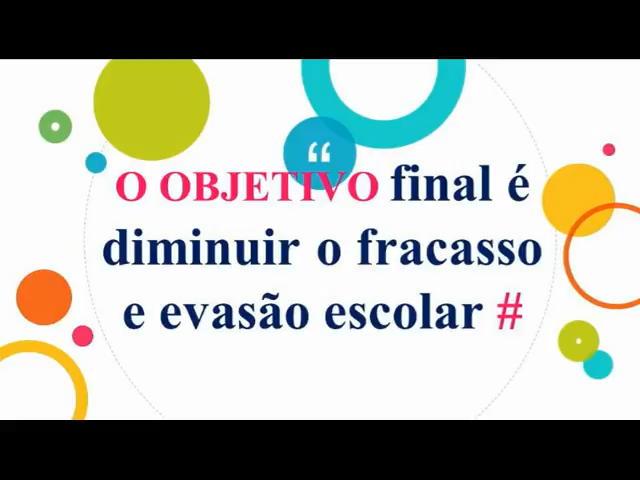 “
O OBJETIVO final é
diminuir o fracasso
e evasão escolar #